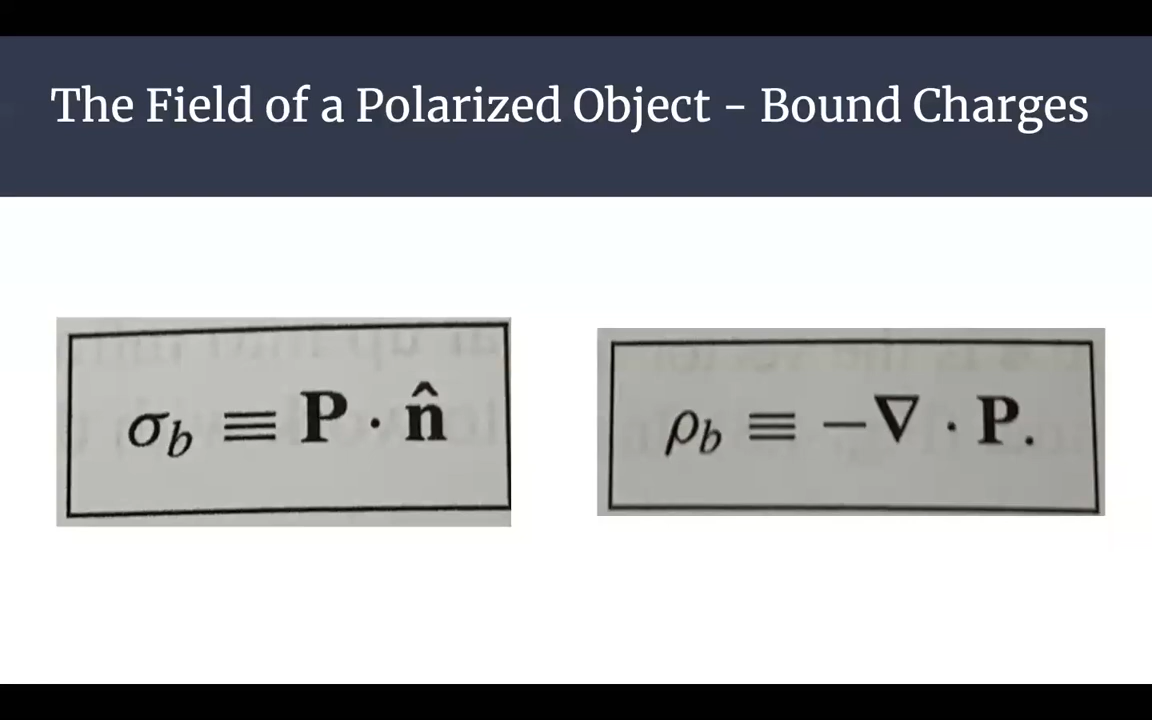 The Field of a Polarized Object - Bound Charges
σ_b ≡ P · n̂
ρ_b ≡ −∇ · P.